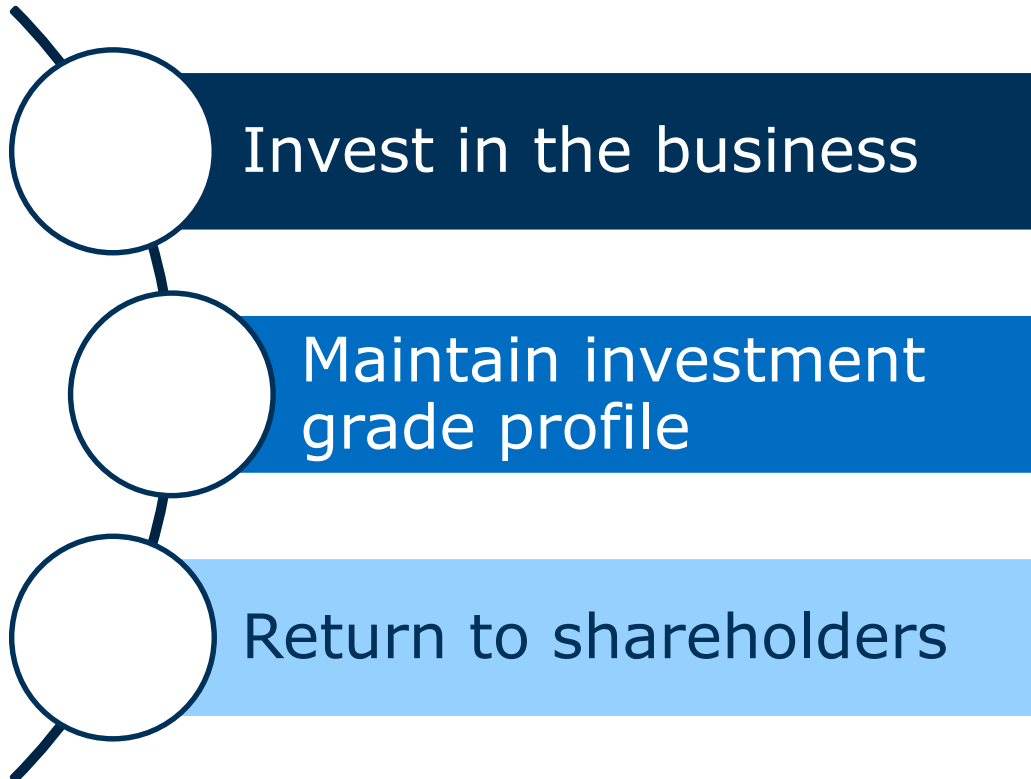 Invest in the business
Maintain investment
grade profile
Return to shareholders